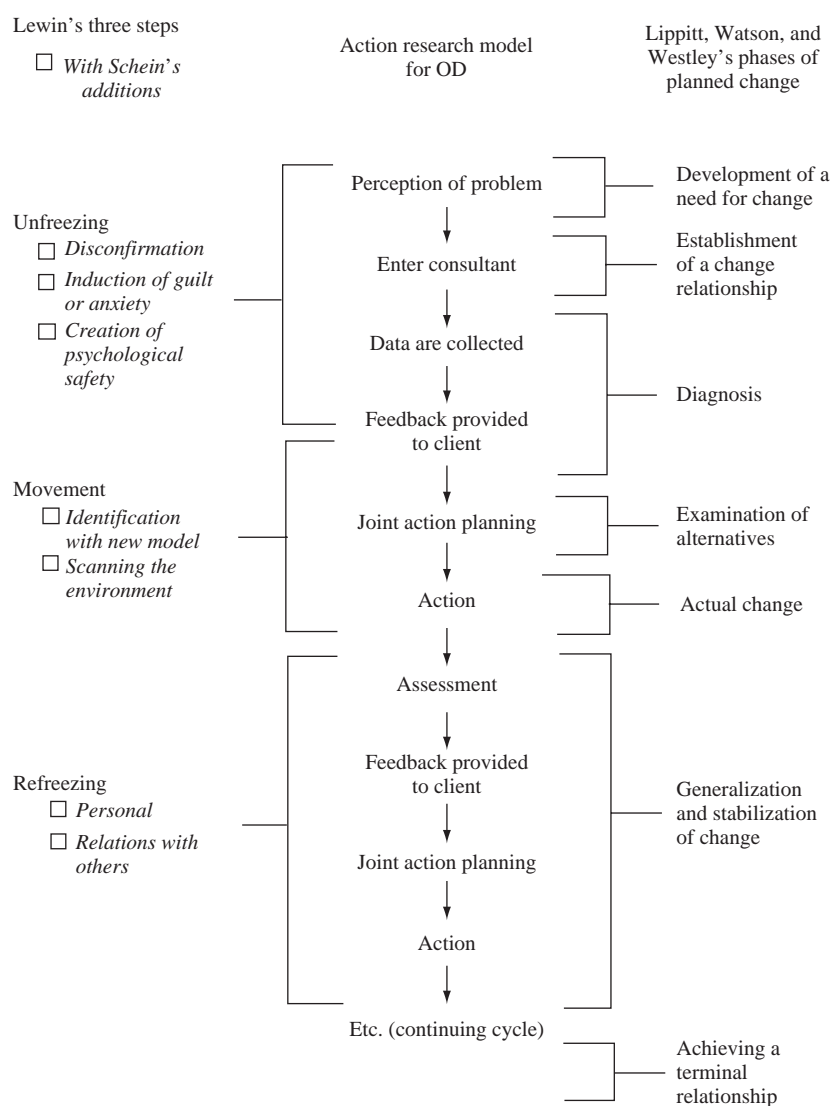 Lewin's three steps
With Schein's
additions
Action research model
for OD
Lippitt, Watson, and
Westley's phases of
planned change
Unfreezing
Disconfirmation
Induction of guilt
or anxiety
Creation of
psychological
safety
Movement
Identification
with new model
Scanning the
environment
Refreezing
Personal
Relations with
others
Perception of problem
Enter consultant
Data are collected
Feedback provided
to client
Joint action planning
Action
Assessment
Feedback provided
to client
Joint action planning
Action
Etc. (continuing cycle)
Development of a
need for change
Establishment
of a change
relationship
Diagnosis
Examination of
alternatives
Actual change
Generalization
and stabilization
of change
Achieving a
terminal
relationship